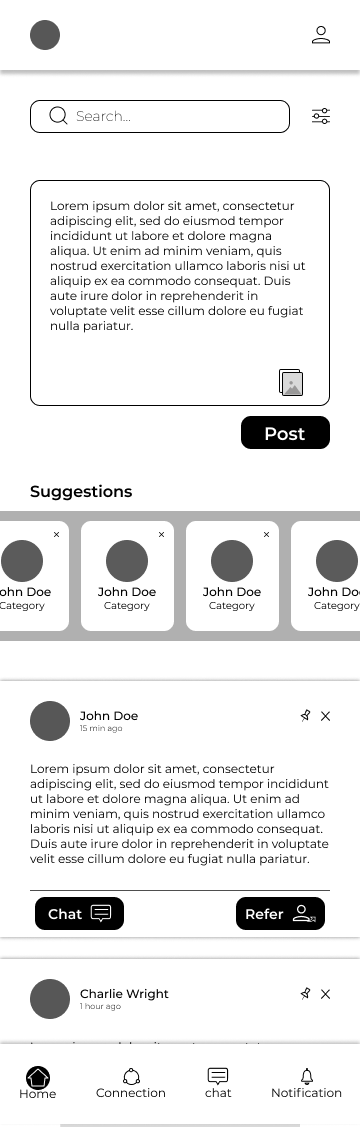 Search...
Lorem ipsum dolor sit amet, consectetur
adipiscing elit, sed do eiusmod tempor
incididunt ut labore et dolore magna
aliqua. Ut enim ad minim veniam, quis
nostrud exercitation ullamco laboris nisi ut
aliquip ex ea commodo consequat. Duis
aute irure dolor in reprehenderit in
voluptate velit esse cillum dolore eu fugiat
nulla pariatur.
Post
Suggestions
ohn Doe John Doe John Doe John Do
Category Category Category Category
John Doe
15 min ago
Lorem ipsum dolor sit amet, consectetur
adipiscing elit, sed do eiusmod tempor incididunt
ut labore et dolore magna aliqua. Ut enim ad
minim veniam, quis nostrud exercitation ullamco
laboris nisi ut aliquip ex ea commodo consequat.
Duis aute irure dolor in reprehenderit in voluptate
velit esse cillum dolore eu fugiat nulla pariatur.
Chat Refer
Charlie Wright
1 hour ago
Home Connection chat Notification